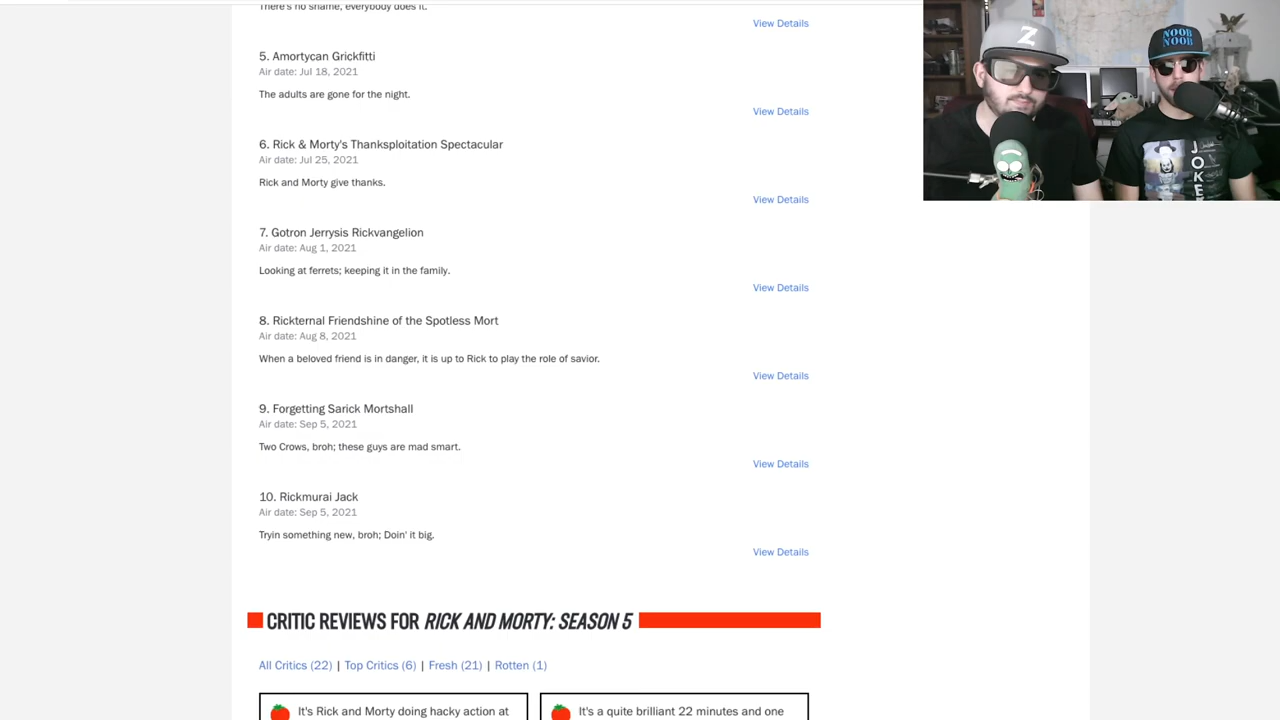 There's no shame, everybody does it.
View Details
5. Amortycan Grickfitti
Air date: Jul 18, 2021
The adults are gone for the night.
View Details
6. Rick & Morty's Thanksploitation Spectacular
Air date: Jul 25, 2021
Rick and Morty give thanks.
View Details
7. Gotron Jerrysis Rickvangelion
Air date: Aug 1, 2021
Looking at ferrets; keeping it in the family.
View Details
8. Rickternal Friendshine of the Spotless Mort
Air date: Aug 8, 2021
When a beloved friend is in danger, it is up to Rick to play the role of savior.
View Details
9. Forgetting Sarick Mortshall
Air date: Sep 5, 2021
Two Crows, broh; these guys are mad smart.
View Details
10. Rickmurai Jack
Air date: Sep 5, 2021
Tryin something new, broh; Doin' it big.
View Details
CRITIC REVIEWS FOR RICK AND MORTY: SEASON 5
All Critics (22) | Top Critics (6) | Fresh (21) | Rotten (1)
It's Rick and Morty doing hacky action at
It's a quite brilliant 22 minutes and one
Z
NOOB
NOOB
JOKE